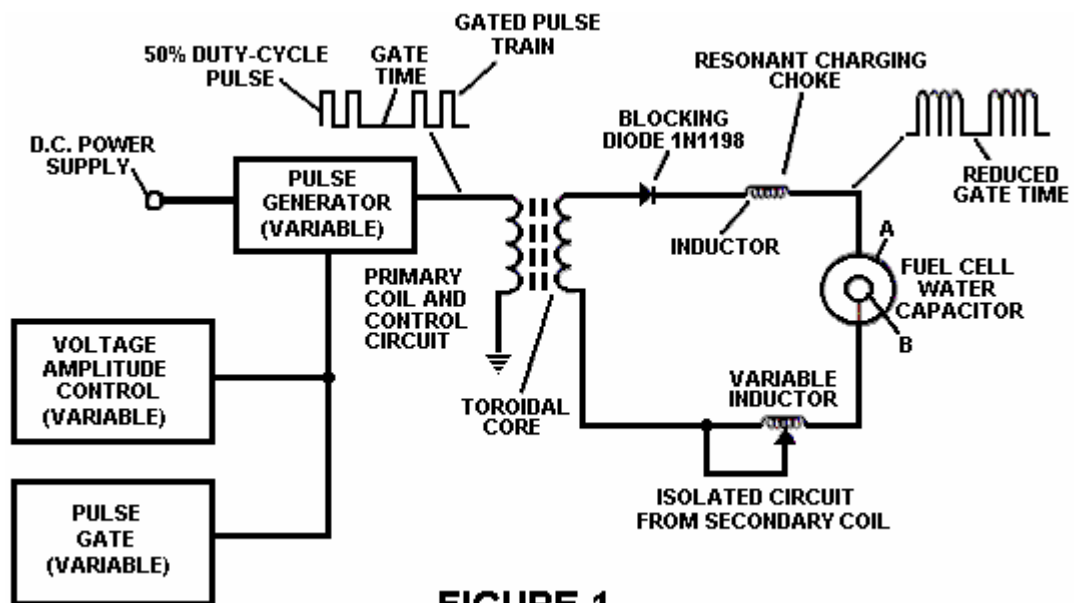 GATED PULSE
TRAIN
50% DUTY-CYCLE
PULSE
GATE
TIME
RESONANT CHARGING
CHOKE
BLOCKING
DIODE 1N1198
D.C. POWER
SUPPLY
PULSE
GENERATOR
(VARIABLE)
REDUCED
GATE TIME
INDUCTOR
A
FUEL CELL
WATER
CAPACITOR
B
PRIMARY
COIL AND
CONTROL
CIRCUIT
VOLTAGE
AMPLITUDE
CONTROL
(VARIABLE)
TOROIDAL
CORE
VARIABLE
INDUCTOR
ISOLATED CIRCUIT
FROM SECONDARY COIL
PULSE
GATE
(VARIABLE)
FIGURE 1